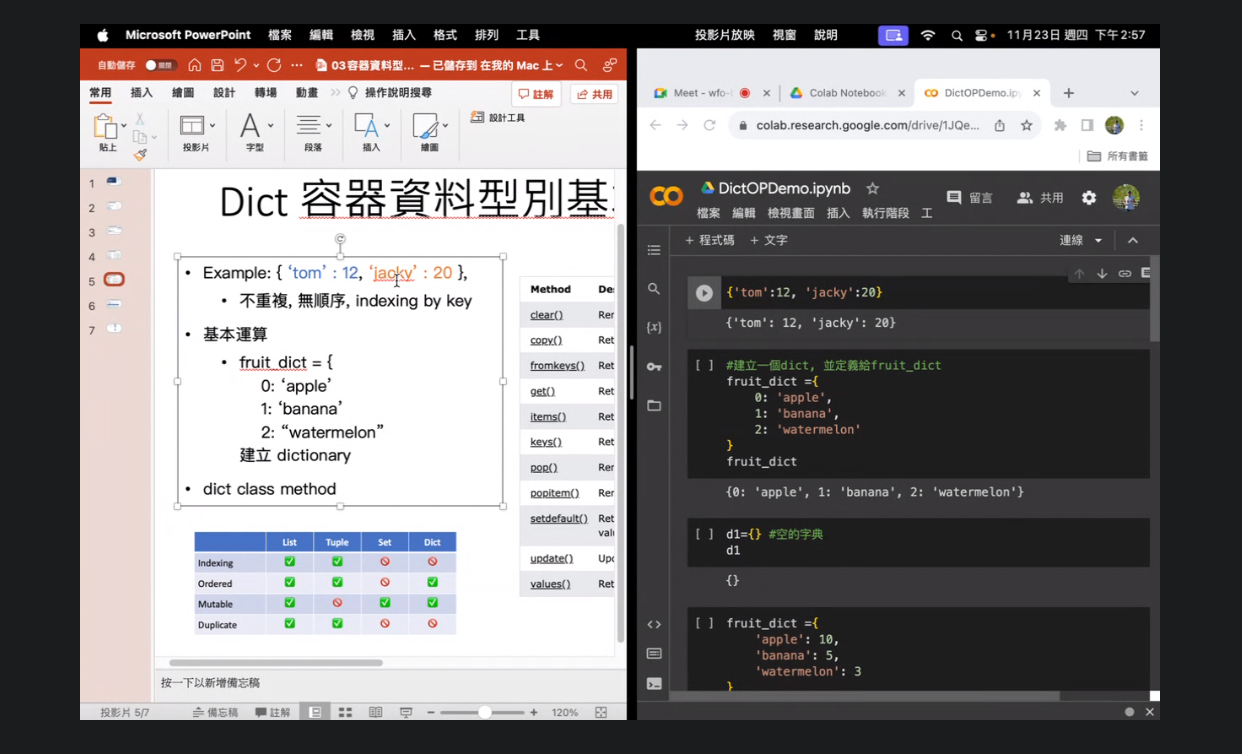 Microsoft PowerPoint 檔案 編輯 檢視 插入 格式 排列 工具
投影片放映 視窗 說明 11月23日 週四 下午2:57
自動儲存 03容器資料型... — 已儲存到 在我的 Mac 上
常用 插入 繪圖 設計 轉場 動畫 >> 操作說明搜尋 註解 共用
貼上 投影片 字型 段落 插入 繪圖 設計工具
1
2
3
4
5
6
7
Dict 容器資料型別基
• Example: { ‘tom’ : 12, ‘jacky’ : 20 },
• 不重複, 無順序, indexing by key
• 基本運算
• fruit_dict = {
0: ‘apple’
1: ‘banana’
2: “watermelon”
建立 dictionary
• dict class method
List Tuple Set Dict
Indexing ✅ ✅ 🚫 🚫
Ordered ✅ ✅ 🚫 ✅
Mutable ✅ 🚫 ✅ ✅
Duplicate ✅ ✅ 🚫 🚫
Method De
clear() Rer
copy() Ret
fromkeys() Ret
get() Ret
items() Ret
keys() Ret
pop() Rer
popitem() Rer
setdefault() Ret
valu
update() Upc
values() Ret
按一下以新增備忘稿
投影片 5/7 備忘稿 註解 120%
Meet - wfo- Colab Notebook DictOPDemo.ipy
colab.research.google.com/drive/1JQe...
所有書籤
DictOPDemo.ipynb
檔案 編輯 檢視畫面 插入 執行階段 工
留言 共用
+ 程式碼 + 文字 連線
{'tom':12, 'jacky':20}
{'tom': 12, 'jacky': 20}
[ ] #建立一個dict, 並定義給fruit_dict
fruit_dict ={
0: 'apple',
1: 'banana',
2: 'watermelon'
}
fruit_dict
{0: 'apple', 1: 'banana', 2: 'watermelon'}
[ ] d1={} #空的字典
d1
{}
[ ] fruit_dict ={
'apple': 10,
'banana': 5,
'watermelon': 3
}